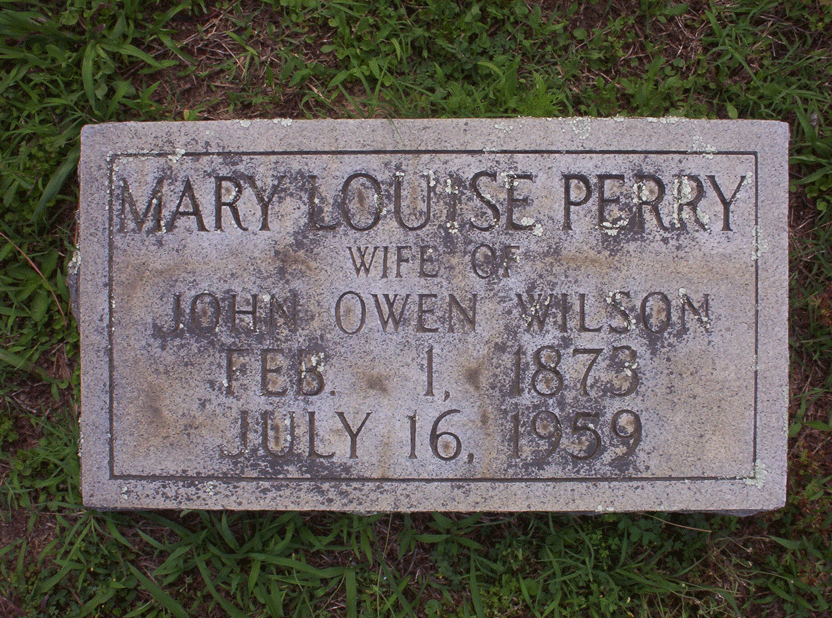 MARY LOUISE PERRY
WIFE OF
JOHN OWEN WILSON
FEB. 1, 1873
JULY 16, 1959